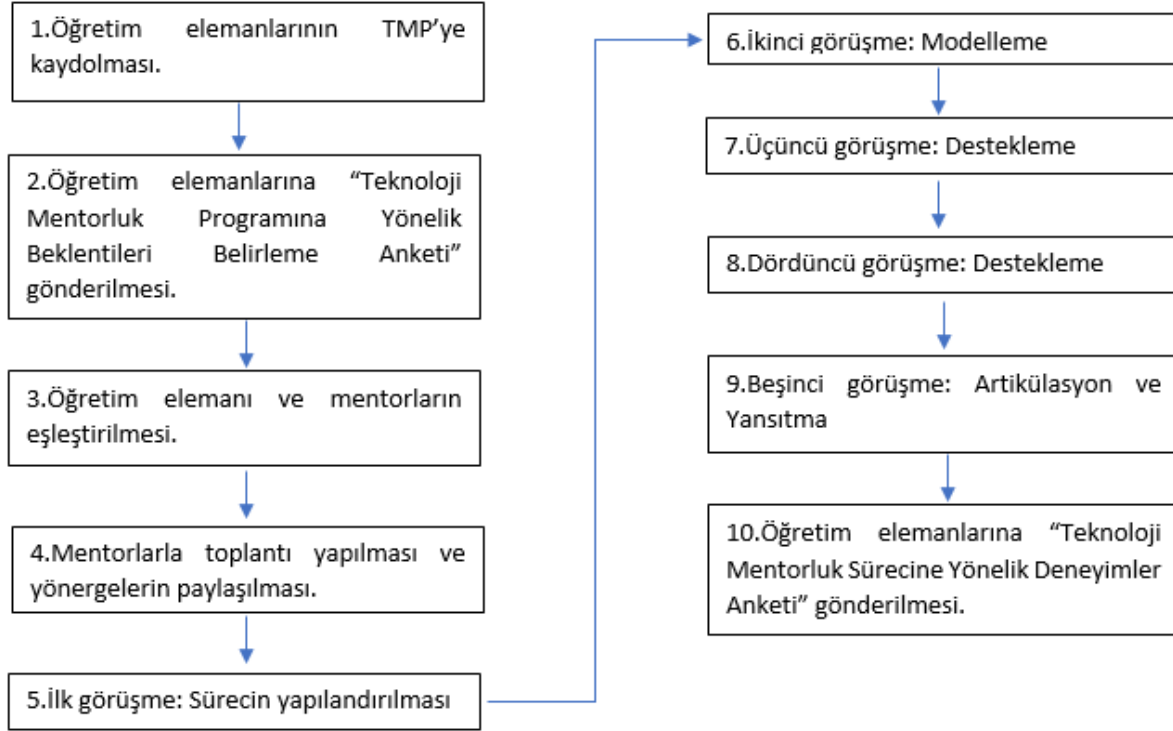 1.Öğretim elemanlarının TMP’ye
kaydolması.
2.Öğretim elemanlarına “Teknoloji
Mentorluk Programına Yönelik
Beklentileri Belirleme Anketi”
gönderilmesi.
3.Öğretim elemanı ve mentorların
eşleştirilmesi.
4.Mentorlarla toplantı yapılması ve
yönergelerin paylaşılması.
5.İlk görüşme: Sürecin yapılandırılması
6.İkinci görüşme: Modelleme
7.Üçüncü görüşme: Destekleme
8.Dördüncü görüşme: Destekleme
9.Beşinci görüşme: Artikülasyon ve
Yansıtma
10.Öğretim elemanlarına “Teknoloji
Mentorluk Sürecine Yönelik Deneyimler
Anketi” gönderilmesi.